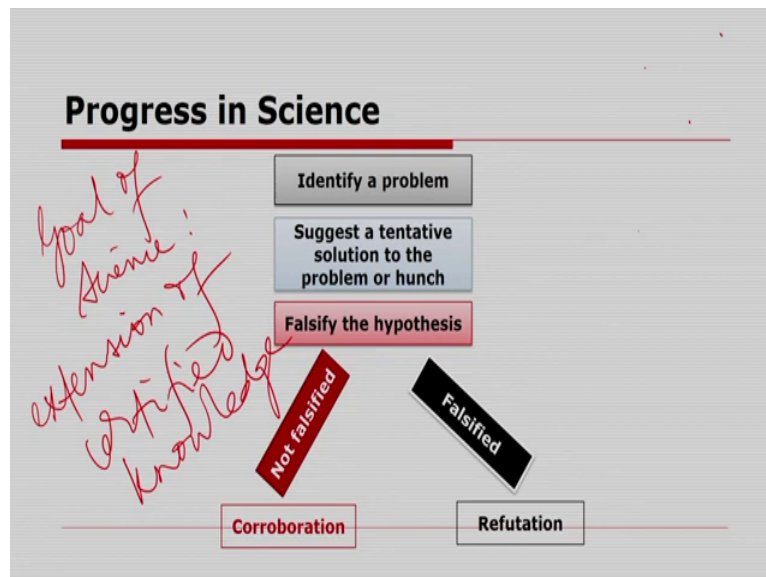 Progress in Science
Identify a problem
Suggest a tentative
solution to the
problem or hunch
Falsify the hypothesis
Not falsified
Falsified
Corroboration
Refutation
Goal of
science:
extension of
certified
knowledge